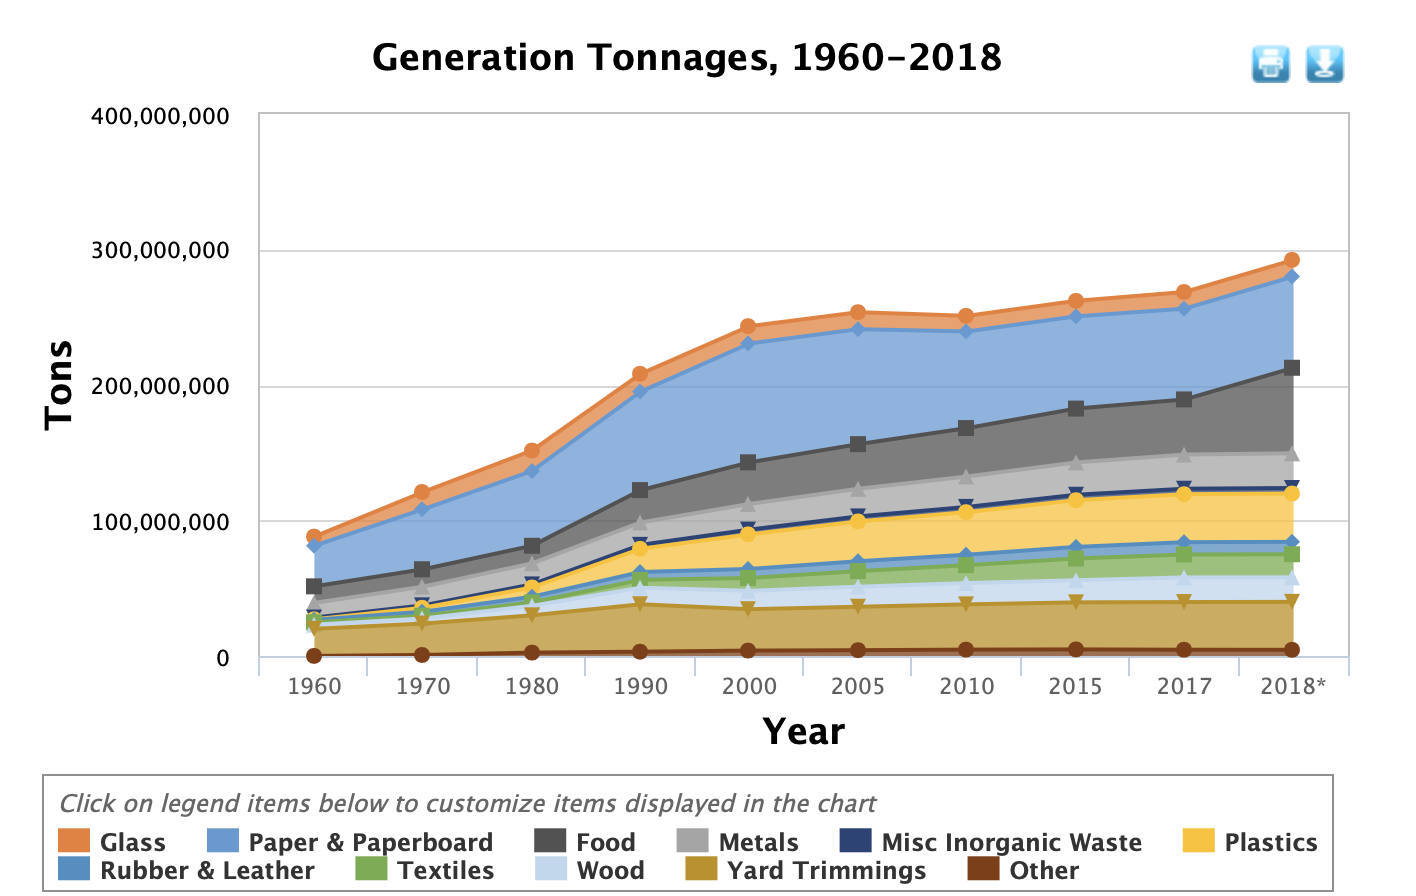 Generation Tonnages, 1960–2018
400,000,000
300,000,000
200,000,000
100,000,000
0
Tons
1960 1970 1980 1990 2000 2005 2010 2015 2017 2018*
Year
Click on legend items below to customize items displayed in the chart
Glass Paper & Paperboard Food Metals Misc Inorganic Waste Plastics
Rubber & Leather Textiles Wood Yard Trimmings Other